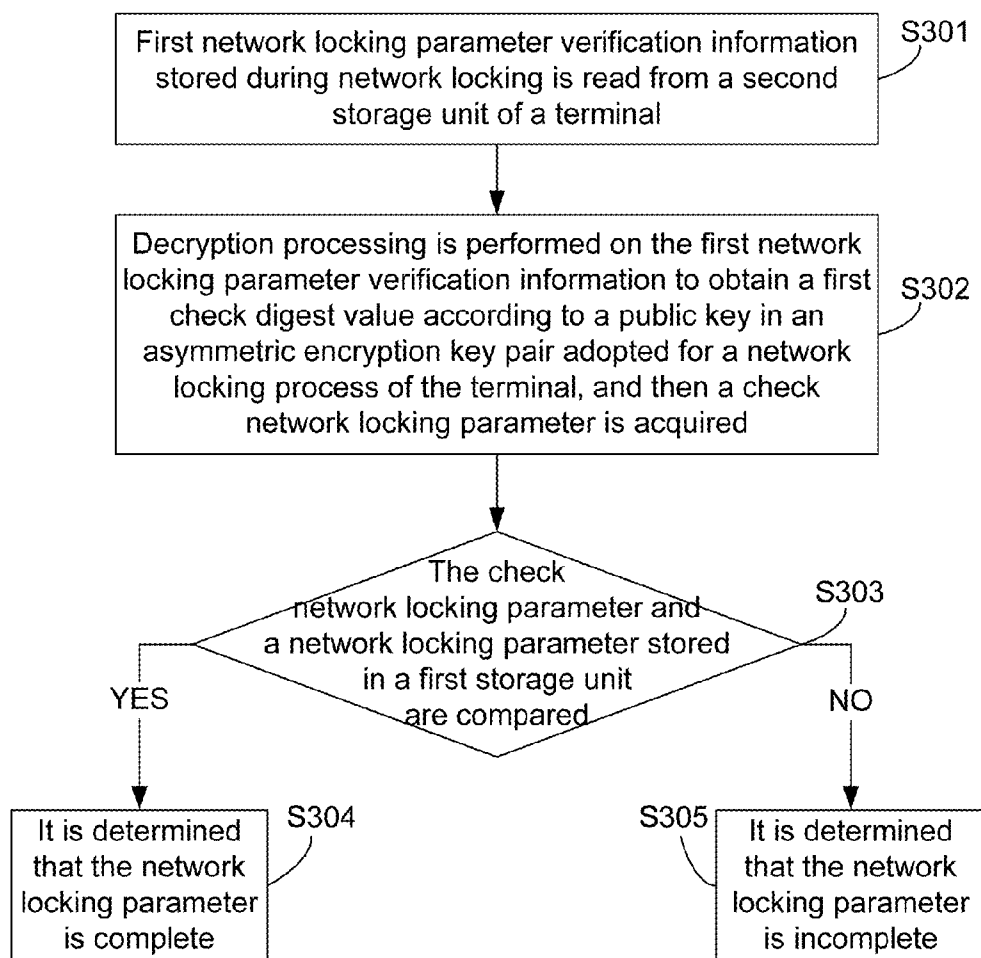 First network locking parameter verification information
stored during network locking is read from a second
storage unit of a terminal
S301
Decryption processing is performed on the first network
locking parameter verification information to obtain a first
check digest value according to a public key in an
asymmetric encryption key pair adopted for a network
locking process of the terminal, and then a check
network locking parameter is acquired
S302
The check
network locking parameter and
a network locking parameter stored
in a first storage unit
are compared
S303
YES
NO
It is determined
that the network
locking parameter
is complete
S304
S305
It is determined
that the network
locking parameter
is incomplete